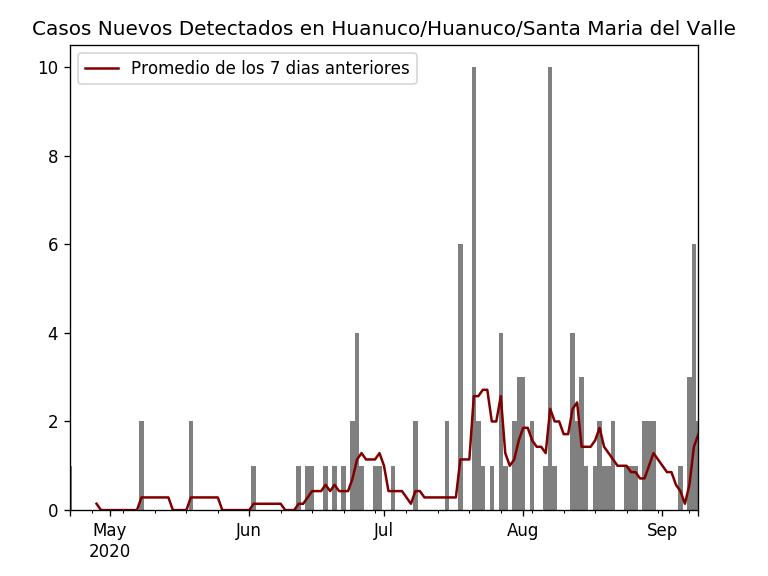 Casos Nuevos Detectados en Huanuco/Huanuco/Santa Maria del Valle
Promedio de los 7 dias anteriores
10
8
6
4
2
0
May Jun Jul Aug Sep
2020